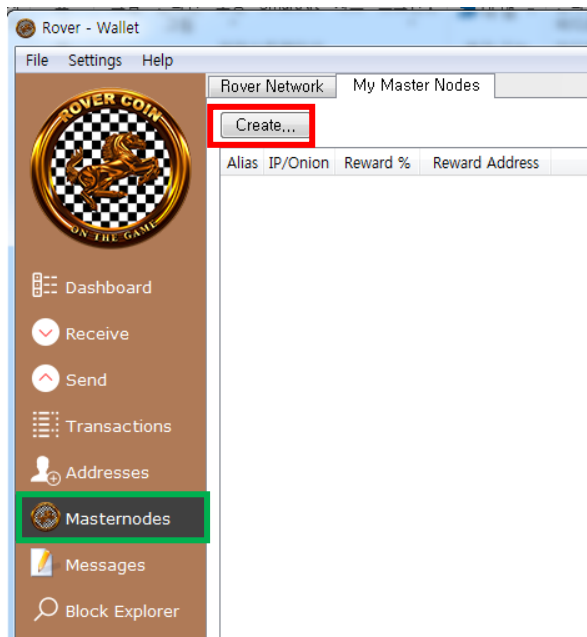 Rover - Wallet
File Settings Help
ROVER COIN
ON THE GAME
Rover Network My Master Nodes
Create...
Alias IP/Onion Reward % Reward Address
Dashboard
Receive
Send
Transactions
Addresses
Masternodes
Messages
Block Explorer